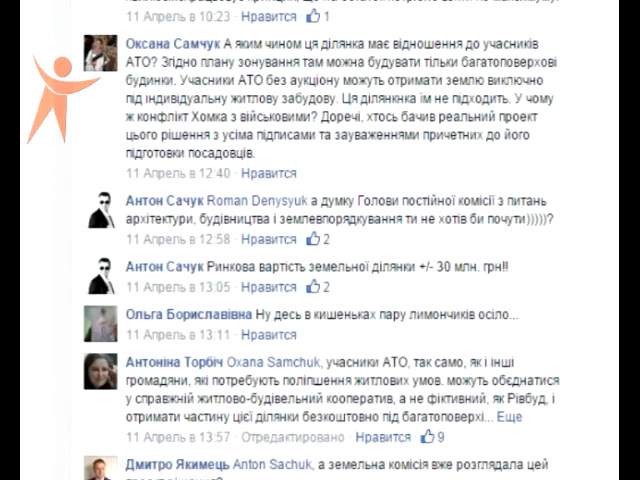 11 Апрель в 10:23 · Нравится · 1
Оксана Самчук А яким чином ця ділянка має відношення до учасників
АТО? Згідно плану зонування там можна будувати тільки багатоповерхові
будинки. Учасники АТО без аукціону можуть отримати землю виключно
під індивідуальну житлову забудову. Ця ділянкнка їм не підходить. У чому
ж конфлікт Хомка з військовими? Доречі, хтось бачив реальний проект
цього рішення з усіма підписами та зауваженнями причетних до його
підготовки посадовців.
11 Апрель в 12:40 · Нравится
Антон Сачук Roman Denysyuk а думку Голови постійної комісії з питань
архітектури, будівництва і землевпорядкування ти не хотів би почути)))))?
11 Апрель в 12:58 · Нравится · 2
Антон Сачук Ринкова вартість земельної ділянки +/- 30 млн. грн!!
11 Апрель в 13:05 · Нравится · 2
Ольга Бориславівна Ну десь в кишеньках пару лимончиків осіло...
11 Апрель в 13:11 · Нравится
Антоніна Торбіч Oxana Samchuk, учасники АТО, так само, як і інші
громадяни, які потребують поліпшення житлових умов. можуть обєднатися
у справжній житлово-будівельний кооператив, а не фіктивний, як Рівбуд, і
отримати частину цієї ділянки безкоштовно під багатоповерхі... Еще
11 Апрель в 13:57 · Отредактировано · Нравится · 9
Дмитро Якимець Anton Sachuk, а земельна комісія вже розглядала цей